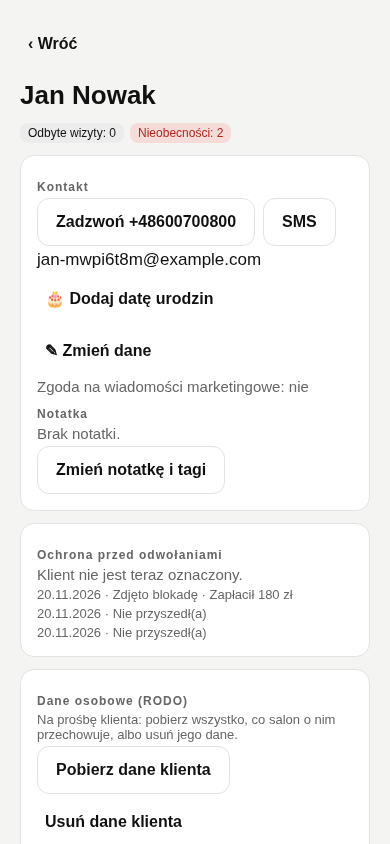 ‹ Wróć
Jan Nowak
Odbyte wizyty: 0
Nieobecności: 2
Kontakt
Zadzwoń +48600700800
SMS
jan-mwpi6t8m@example.com
🎂 Dodaj datę urodzin
✎ Zmień dane
Zgoda na wiadomości marketingowe: nie
Notatka
Brak notatki.
Zmień notatkę i tagi
Ochrona przed odwołaniami
Klient nie jest teraz oznaczony.
20.11.2026 · Zdjęto blokadę · Zapłacił 180 zł
20.11.2026 · Nie przyszedł(a)
20.11.2026 · Nie przyszedł(a)
Dane osobowe (RODO)
Na prośbę klienta: pobierz wszystko, co salon o nim
przechowuje, albo usuń jego dane.
Pobierz dane klienta
Usuń dane klienta